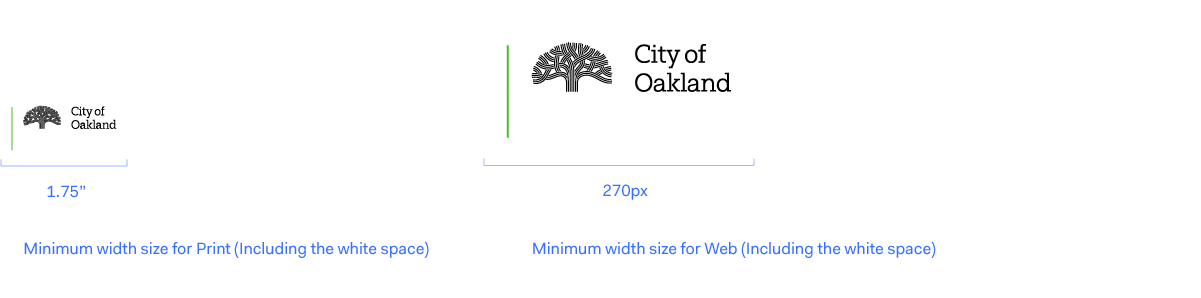 City of
Oakland
1.75”
Minimum width size for Print (Including the white space)
City of
Oakland
270px
Minimum width size for Web (Including the white space)